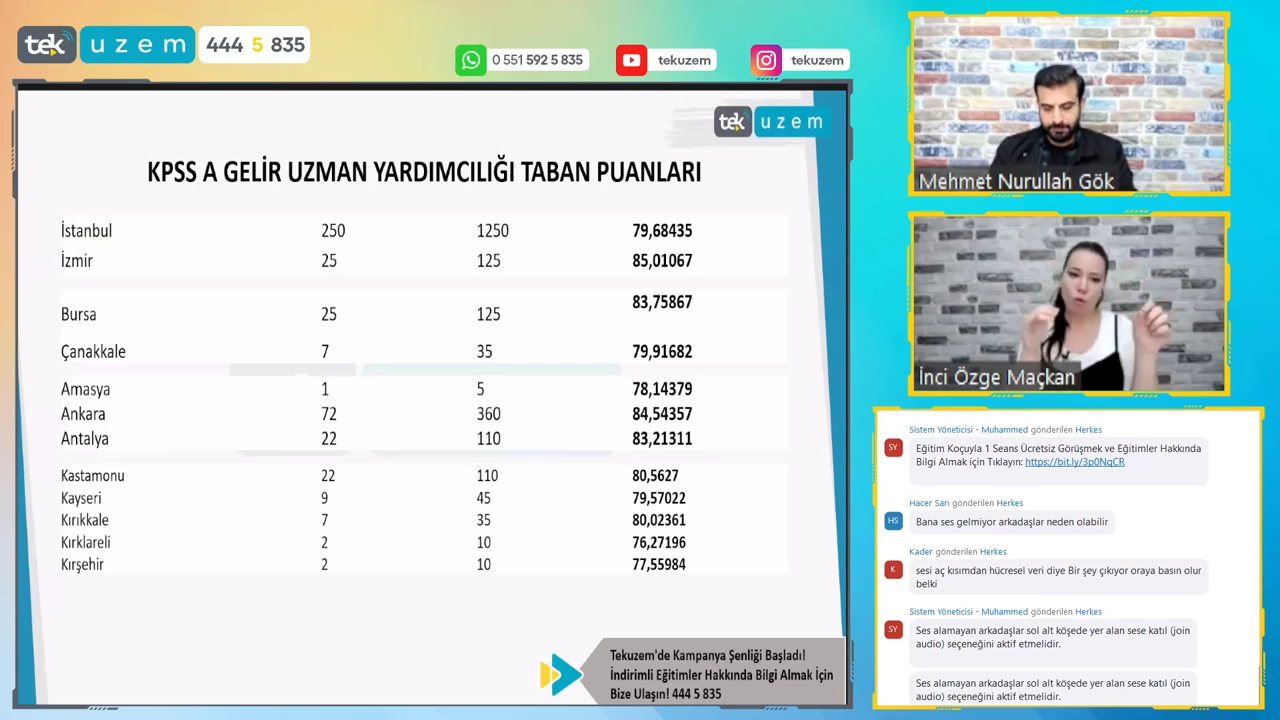 tek uzem 444 5 835
0 551 592 5 835
tekuzem
tekuzem
tek uzem
KPSS A GELİR UZMAN YARDIMCILIĞI TABAN PUANLARI
İstanbul 250 1250 79,68435
İzmir 25 125 85,01067
Bursa 25 125 83,75867
Çanakkale 7 35 79,91682
Amasya 1 5 78,14379
Ankara 72 360 84,54357
Antalya 22 110 83,21311
Kastamonu 22 110 80,5627
Kayseri 9 45 79,57022
Kırıkkale 7 35 80,02361
Kırklareli 2 10 76,27196
Kırşehir 2 10 77,55984
Tekuzem'de Kampanya Şenliği Başladı!
İndirimli Eğitimler Hakkında Bilgi Almak İçin
Bize Ulaşın! 444 5 835
Mehmet Nurullah Gök
İnci Özge Maçkan
Sistem Yöneticisi - Muhammed gönderilen Herkes
SY
Eğitim Koçuyla 1 Seans Ücretsiz Görüşmek ve Eğitimler Hakkında
Bilgi Almak için Tıklayın: https://bit.ly/3p0NqCR
Hacer Sarı gönderilen Herkes
HS
Bana ses gelmiyor arkadaşlar neden olabilir
Kader gönderilen Herkes
K
sesi aç kısımdan hücresel veri diye Bir şey çıkıyor oraya basın olur
belki
Sistem Yöneticisi - Muhammed gönderilen Herkes
SY
Ses alamayan arkadaşlar sol alt köşede yer alan sese katıl (join
audio) seçeneğini aktif etmelidir.
Ses alamayan arkadaşlar sol alt köşede yer alan sese katıl (join
audio) seçeneğini aktif etmelidir.